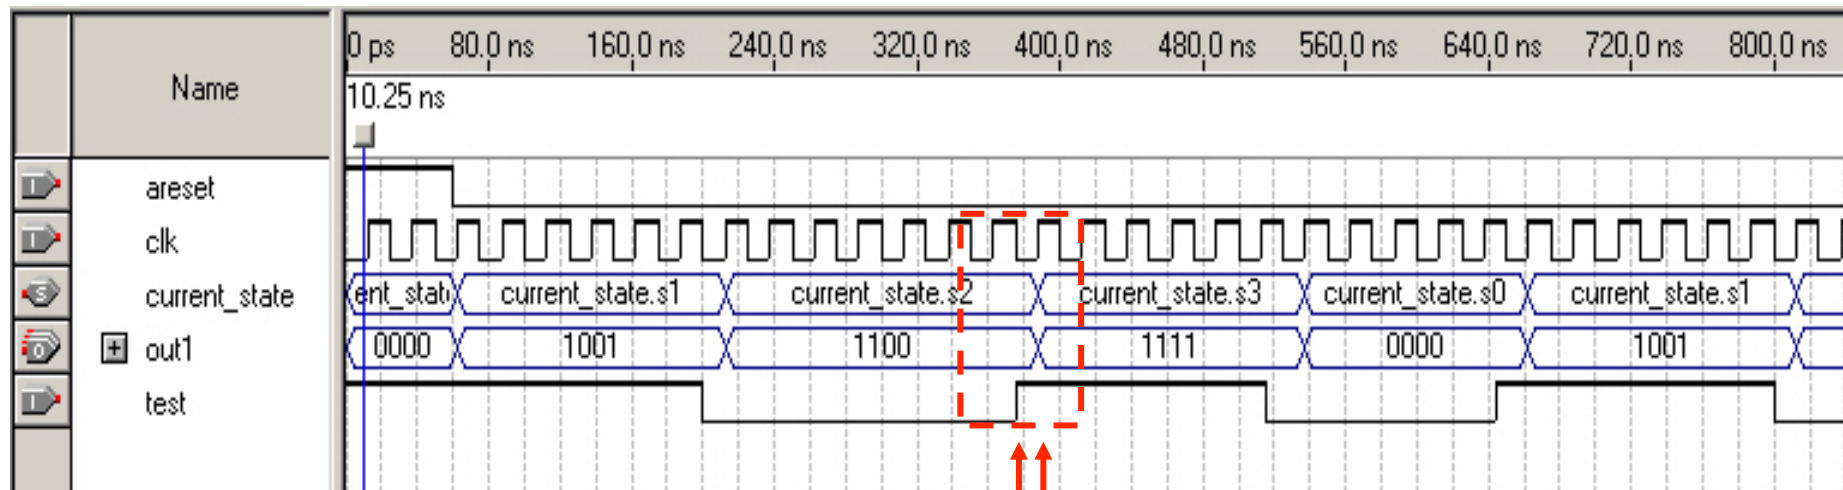 Name
0 ps 80.0 ns 160.0 ns 240.0 ns 320.0 ns 400.0 ns 480.0 ns 560.0 ns 640.0 ns 720.0 ns 800.0 ns
10.25 ns
areset
clk
current_state ent_stat current_state.s1 current_state.s2 current_state.s3 current_state.s0 current_state.s1
out1 0000 1001 1100 1111 0000 1001
test